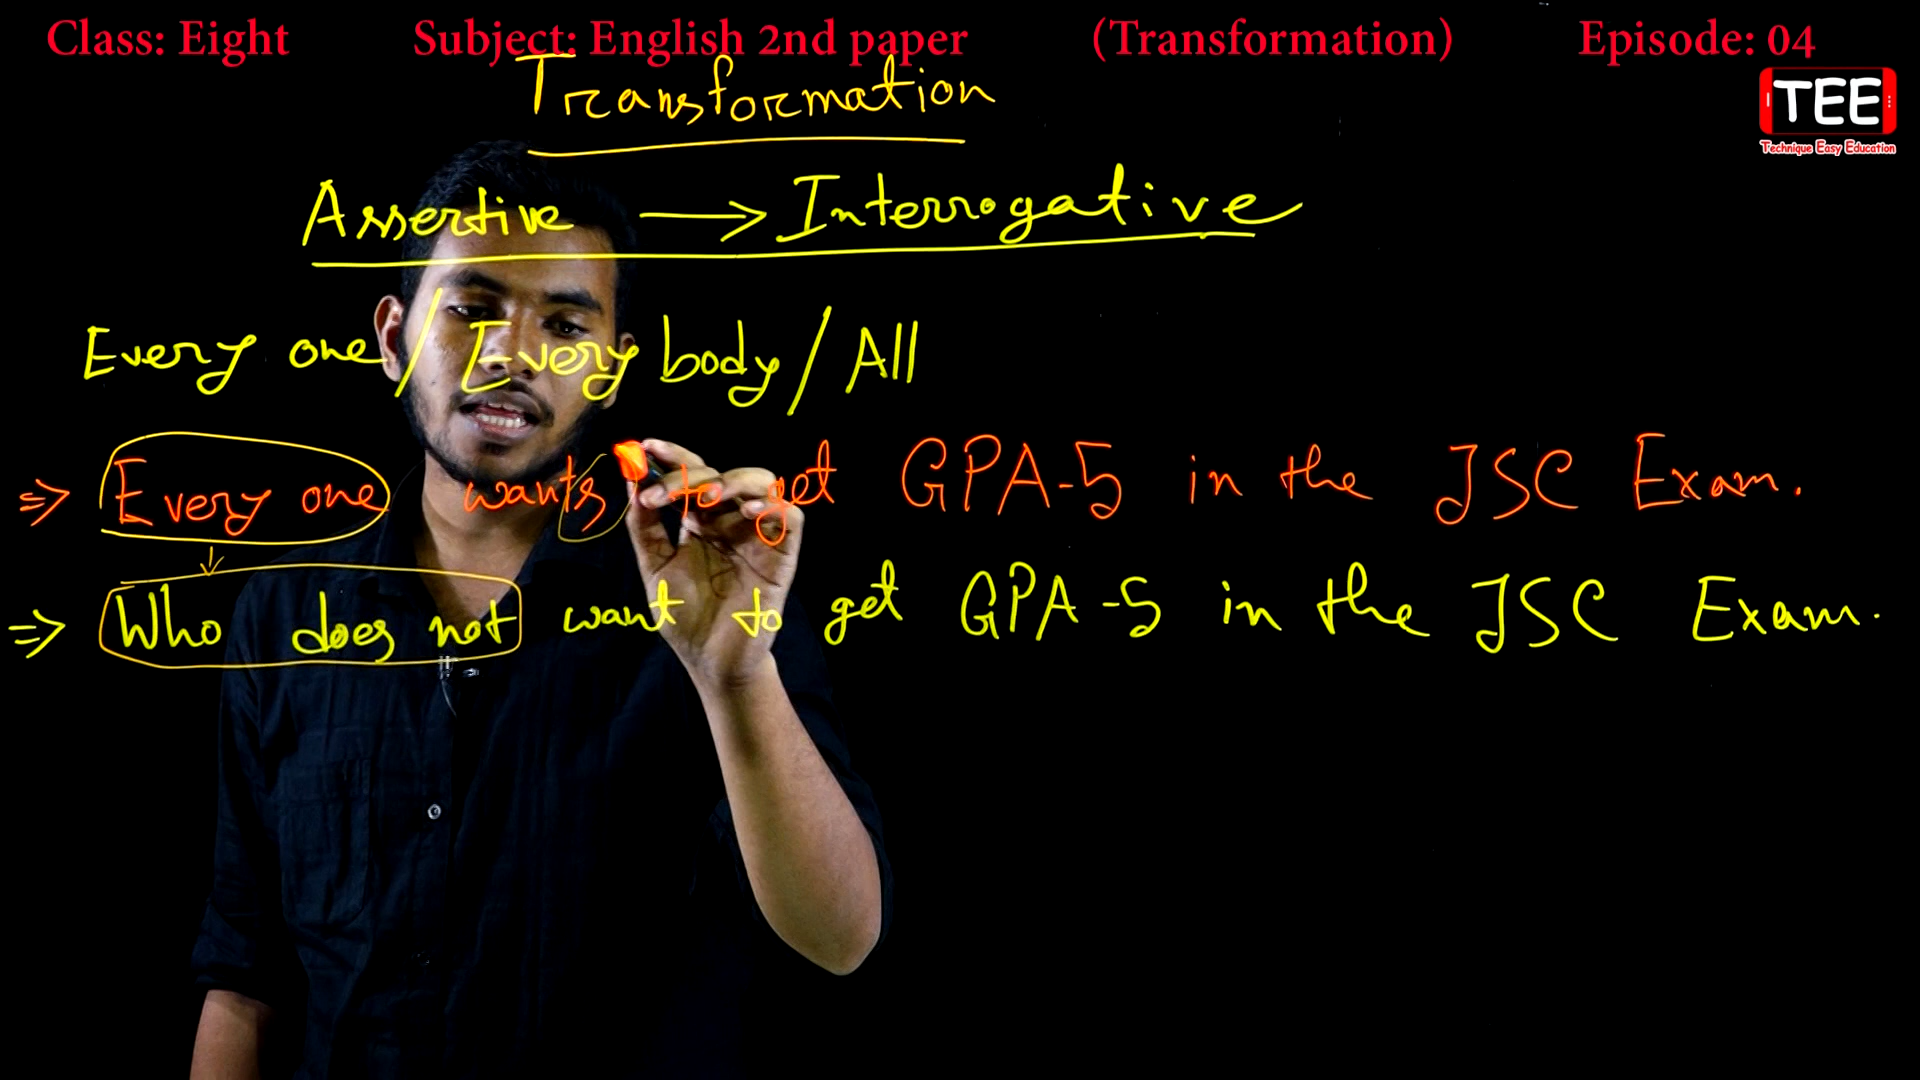 Class: Eight Subject: English 2nd paper (Transformation) Episode: 04
TEE
Technique Easy Education
Transformation
Assertive → Interrogative
Every one / Every body / All
⇒ Every one wants to get GPA-5 in the JSC Exam.
↓
⇒ Who does not want to get GPA-5 in the JSC Exam.